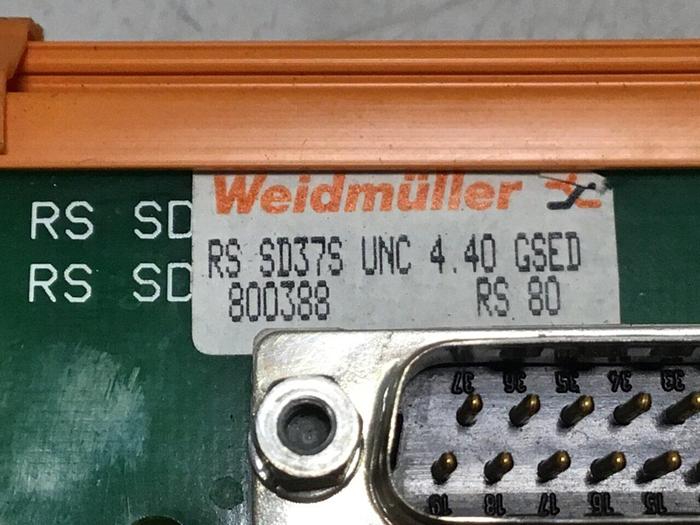 Weidmüller
RS SD
RS SD37S UNC 4.40 GSED
RS SD
800388 RS 80
37 36 35 34 33
19 18 17 16 15